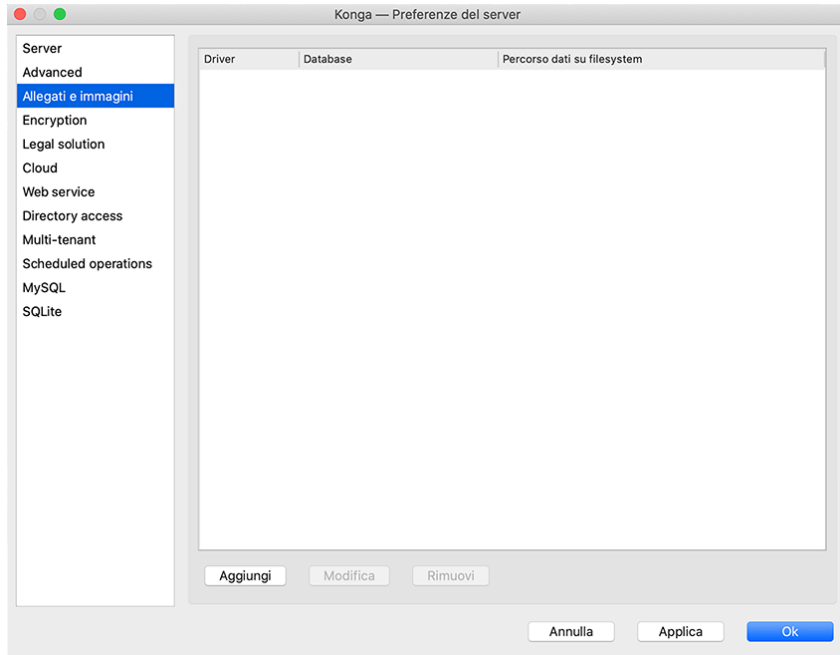 Konga — Preferenze del server
Server
Advanced
Allegati e immagini
Encryption
Legal solution
Cloud
Web service
Directory access
Multi-tenant
Scheduled operations
MySQL
SQLite
Driver Database Percorso dati su filesystem
Aggiungi Modifica Rimuovi
Annulla Applica Ok